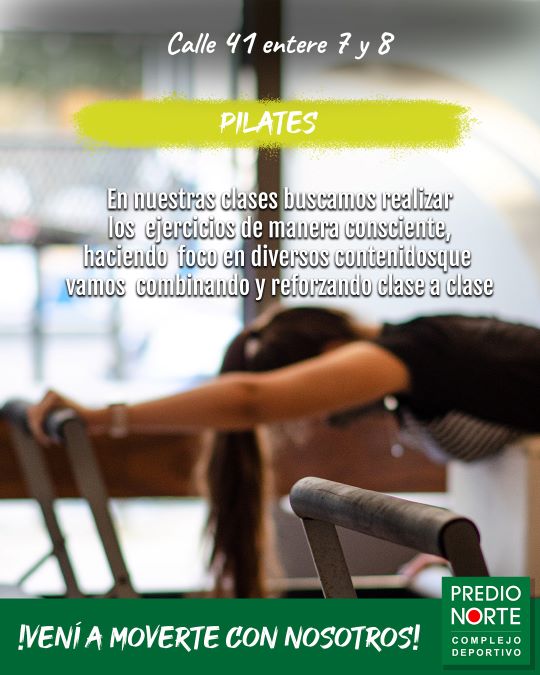 Calle 41 entere 7 y 8
PILATES
En nuestras clases buscamos realizar
los ejercicios de manera consciente,
haciendo foco en diversos contenidosque
vamos combinando y reforzando clase a clase
!VENÍ A MOVERTE CON NOSOTROS!
PREDIO
NORTE
COMPLEJO
DEPORTIVO